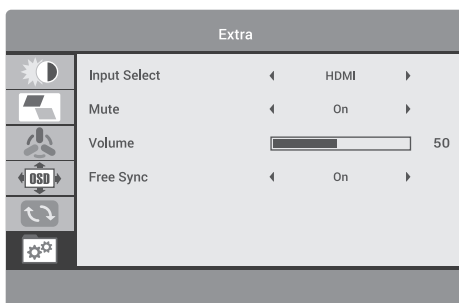 Extra
Input Select HDMI
Mute On
Volume 50
OSD
Free Sync On